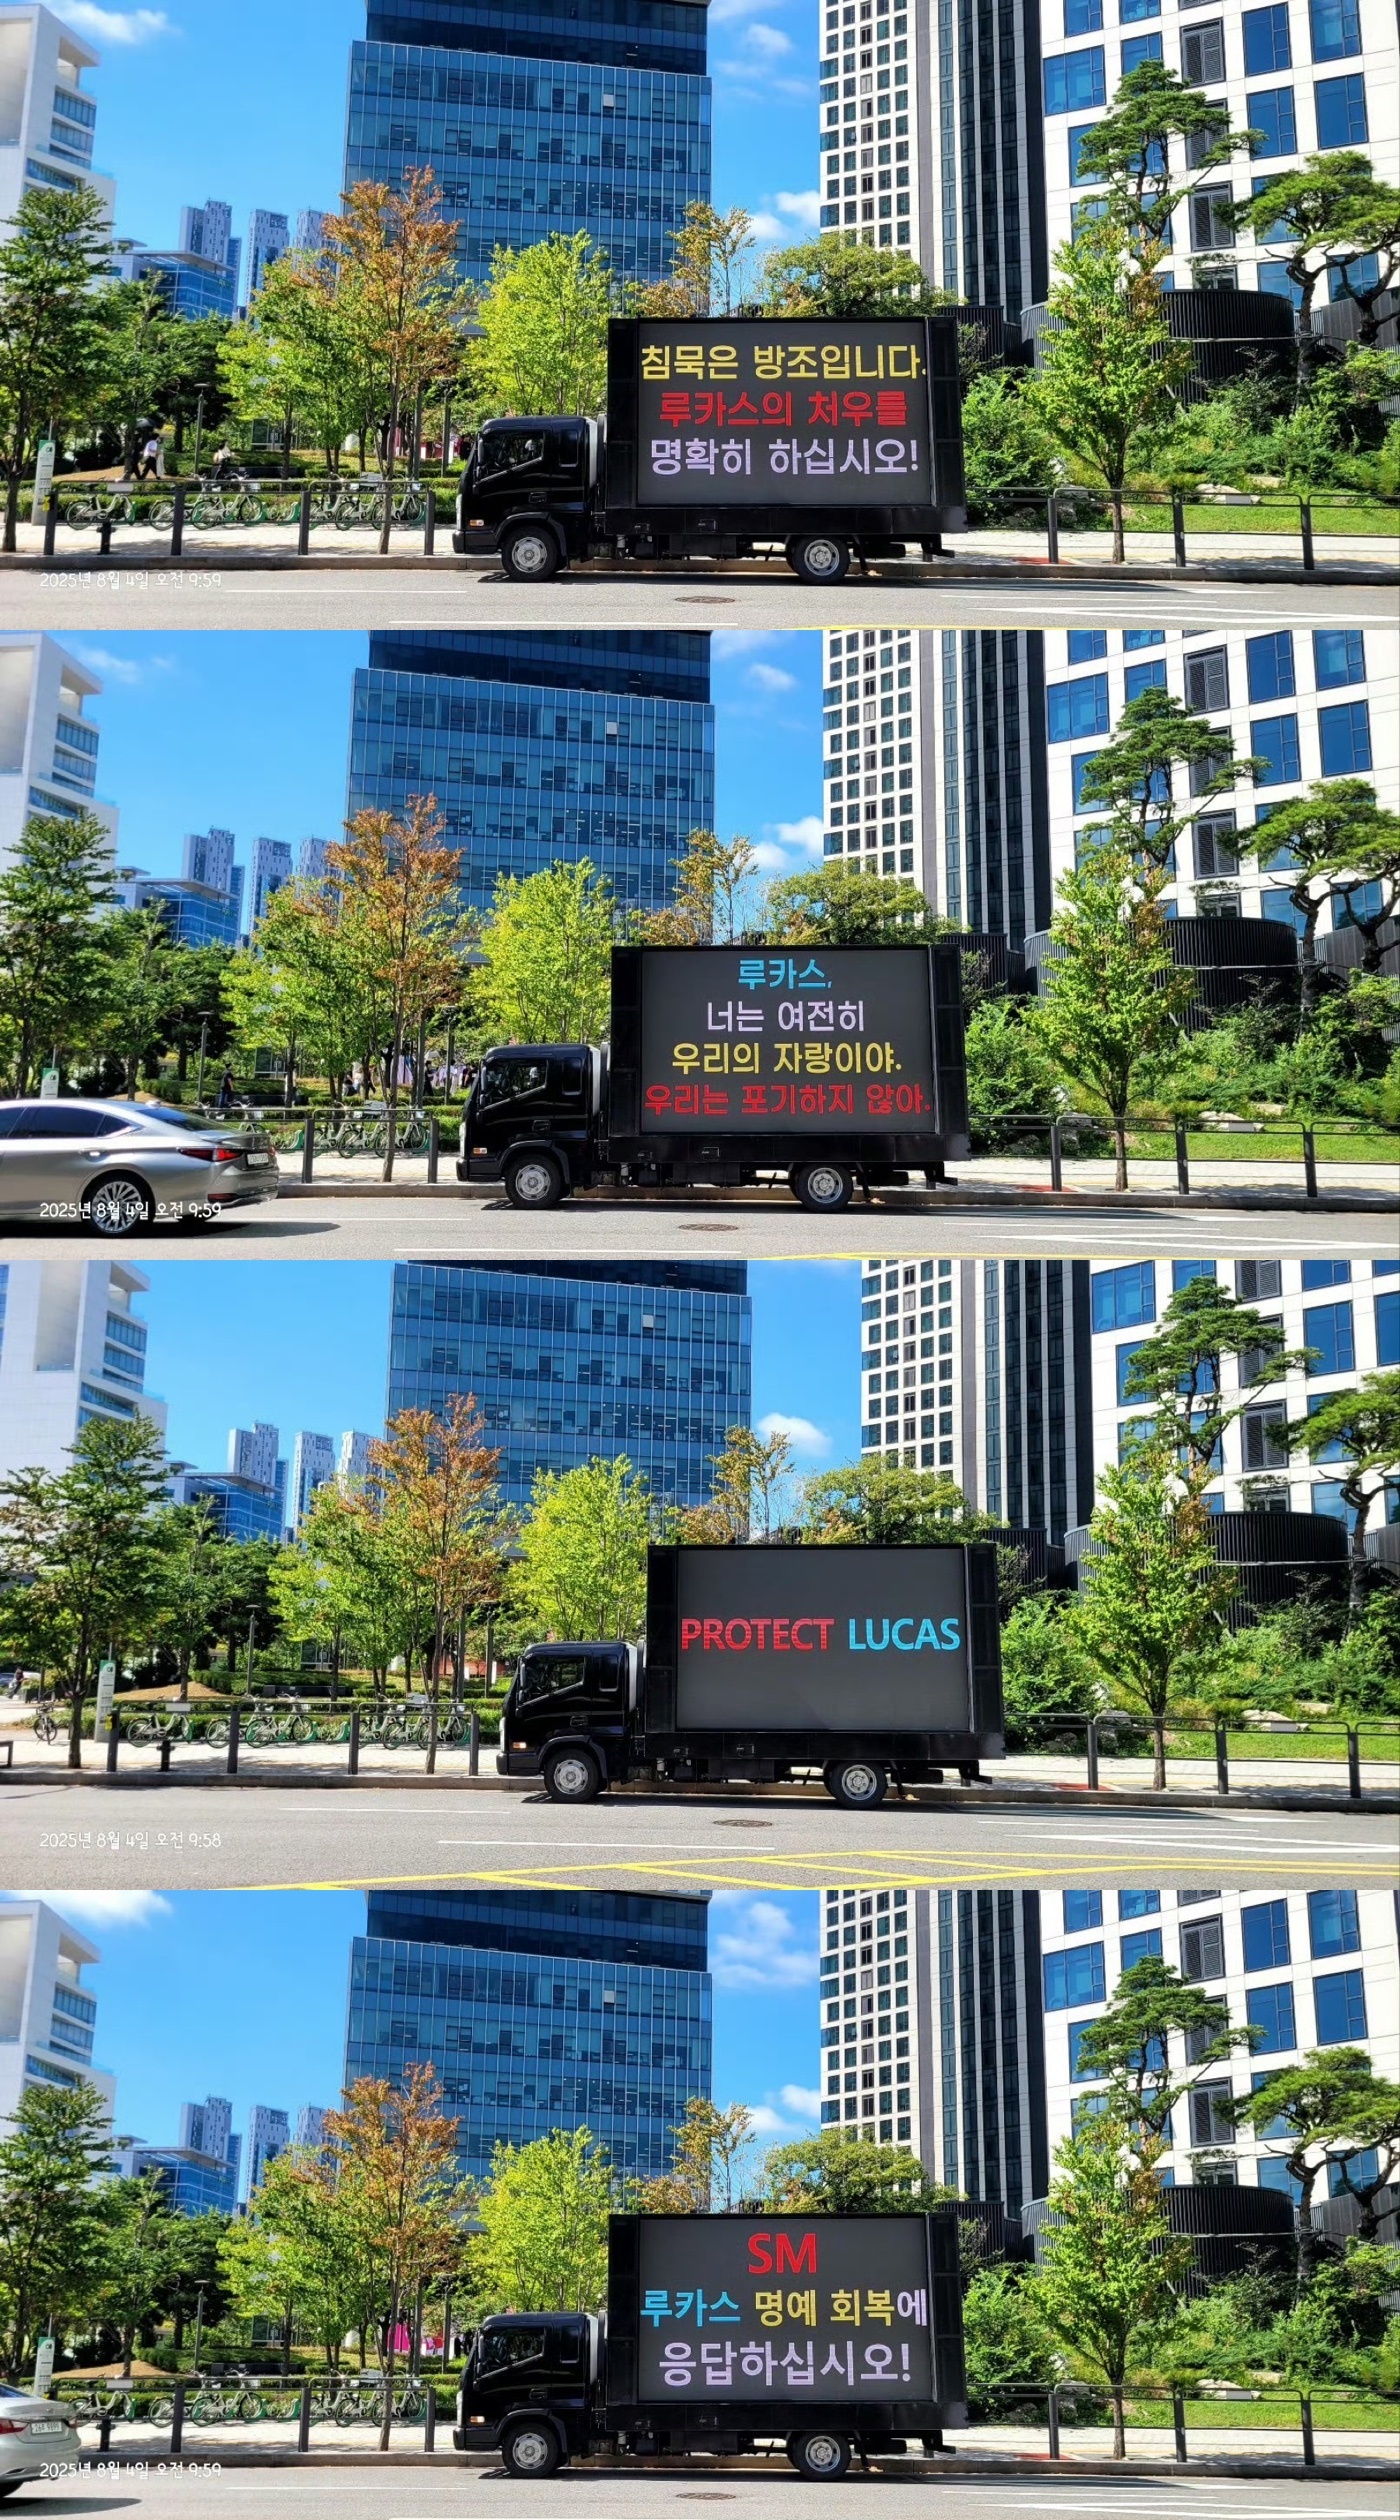 침묵은 방조입니다.
루카스의 처우를
명확히 하십시오!
2025년 8월 4일 오전 9:59
루카스,
너는 여전히
우리의 자랑이야.
우리는 포기하지 않아.
2025년 8월 4일 오전 9:59
PROTECT LUCAS
2025년 8월 4일 오전 9:58
SM
루카스 명예 회복에
응답하십시오!
2025년 8월 4일 오전 9:59